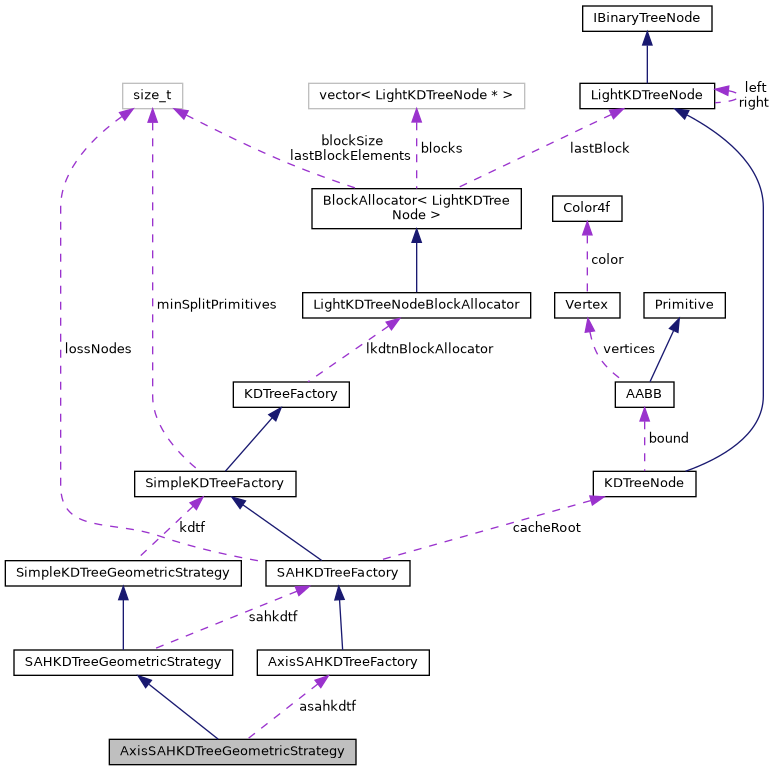 IBinaryTreeNode
size_t
vector< LightKDTreeNode * >
LightKDTreeNode
left
right
blockSize
lastBlockElements
blocks
lastBlock
BlockAllocator< LightKDTree
Node >
Color4f
color
minSplitPrimitives
LightKDTreeNodeBlockAllocator
Vertex
Primitive
lossNodes
lkdtnBlockAllocator
vertices
KDTreeFactory
AABB
bound
SimpleKDTreeFactory
KDTreeNode
kdtf
cacheRoot
SimpleKDTreeGeometricStrategy
SAHKDTreeFactory
sahkdtf
SAHKDTreeGeometricStrategy
AxisSAHKDTreeFactory
asahkdtf
AxisSAHKDTreeGeometricStrategy